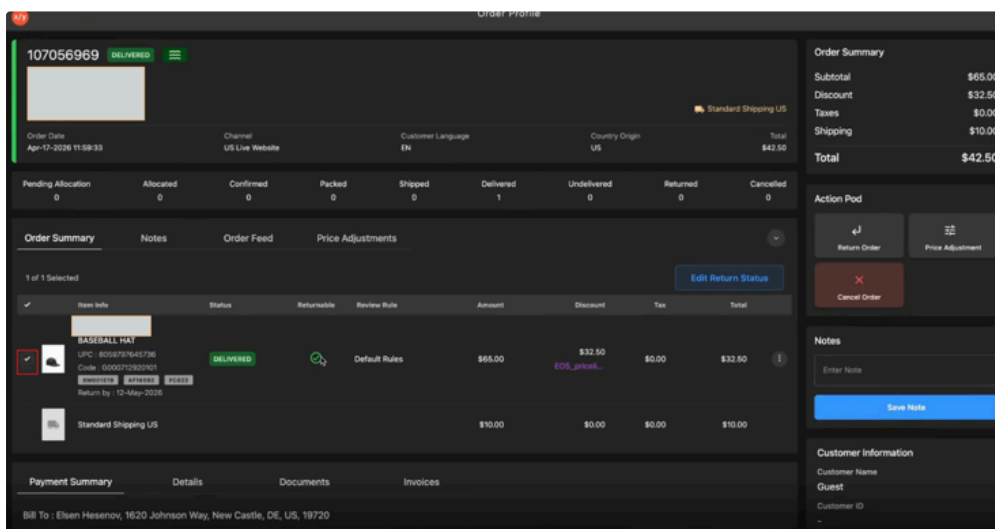 Order Profile
107056969 DELIVERED
Standard Shipping US
Order Date Channel Customer Language Country Origin Total
Apr-17-2026 11:59:33 US Live Website EN US $42.50
Pending Allocation Allocated Confirmed Packed Shipped Delivered Undelivered Returned Cancelled
0 0 0 0 0 1 0 0 0
Order Summary Notes Order Feed Price Adjustments
1 of 1 Selected Edit Return Status
Item Info Status Returnable Review Rule Amount Discount Tax Total
BASEBALL HAT
UPC : 8059797645736
Code : G000712920101
FC022
Return by : 12-May-2026
DELIVERED Default Rules $65.00 $32.50 $0.00 $32.50
EOS_priceli...
Standard Shipping US $10.00 $0.00 $0.00 $10.00
Payment Summary Details Documents Invoices
Bill To : Elsen Hesenov, 1620 Johnson Way, New Castle, DE, US, 19720
Order Summary
Subtotal $65.00
Discount $32.50
Taxes $0.00
Shipping $10.00
Total $42.50
Action Pod
Return Order Price Adjustment
Cancel Order
Notes
Enter Note
Save Note
Customer Information
Customer Name
Guest
Customer ID
-